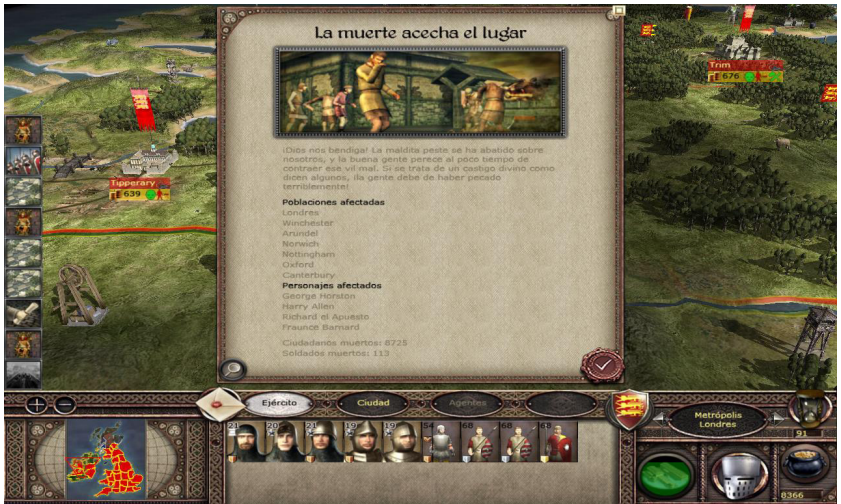 La muerte acecha el lugar
¡Dios nos bendiga! La maldita peste se ha abatido sobre
nosotros, y la buena gente perece al poco tiempo de
contraer ese vil mal. Si se trata de un castigo divino como
dicen algunos, ¡la gente debe de haber pecado
terriblemente!
Poblaciones afectadas
Londres
Winchester
Arundel
Norwich
Nottingham
Oxford
Canterbury
Personajes afectados
George Horston
Harry Allen
Richard el Apuesto
Fraunce Barnard
Ciudadanos muertos: 8725
Soldados muertos: 113
Trim
676
Tipperary
639
Ejército
Ciudad
Agentes
Metrópolis
Londres
91
21 20 21 19 19 54 68 68 68
8366